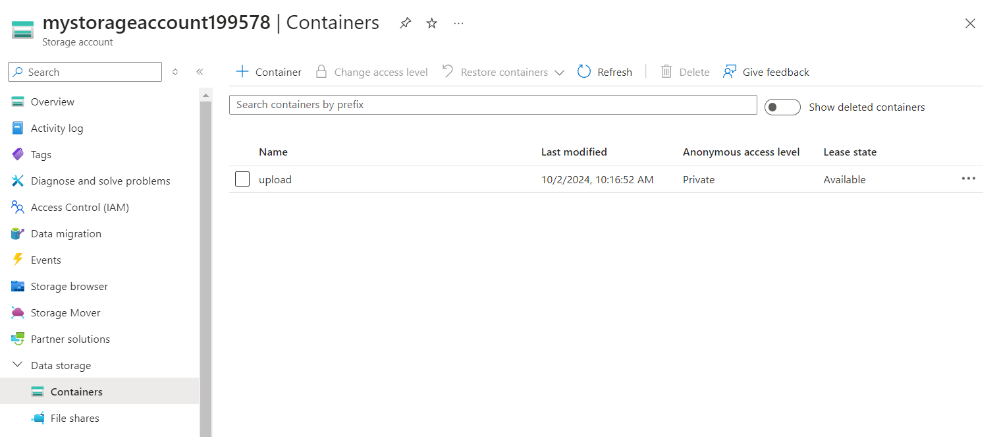 mystorageaccount199578 | Containers
Storage account
Search
Container Change access level Restore containers Refresh Delete Give feedback
Search containers by prefix
Show deleted containers
Overview
Activity log
Tags
Diagnose and solve problems
Access Control (IAM)
Data migration
Events
Storage browser
Storage Mover
Partner solutions
Data storage
Containers
File shares
Name Last modified Anonymous access level Lease state
upload 10/2/2024, 10:16:52 AM Private Available